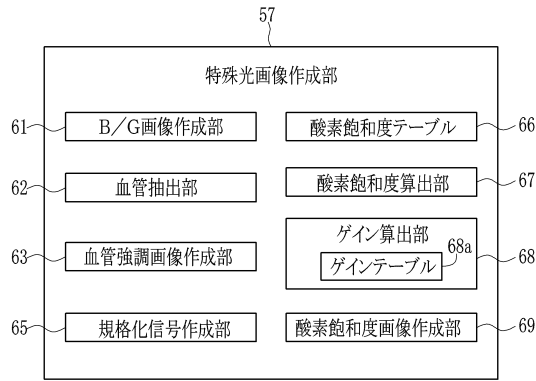 57
特殊光画像作成部
61
B／G画像作成部
酸素飽和度テーブル
66
62
血管抽出部
酸素飽和度算出部
67
63
血管強調画像作成部
ゲイン算出部
68a
ゲインテーブル
68
65
規格化信号作成部
酸素飽和度画像作成部
69